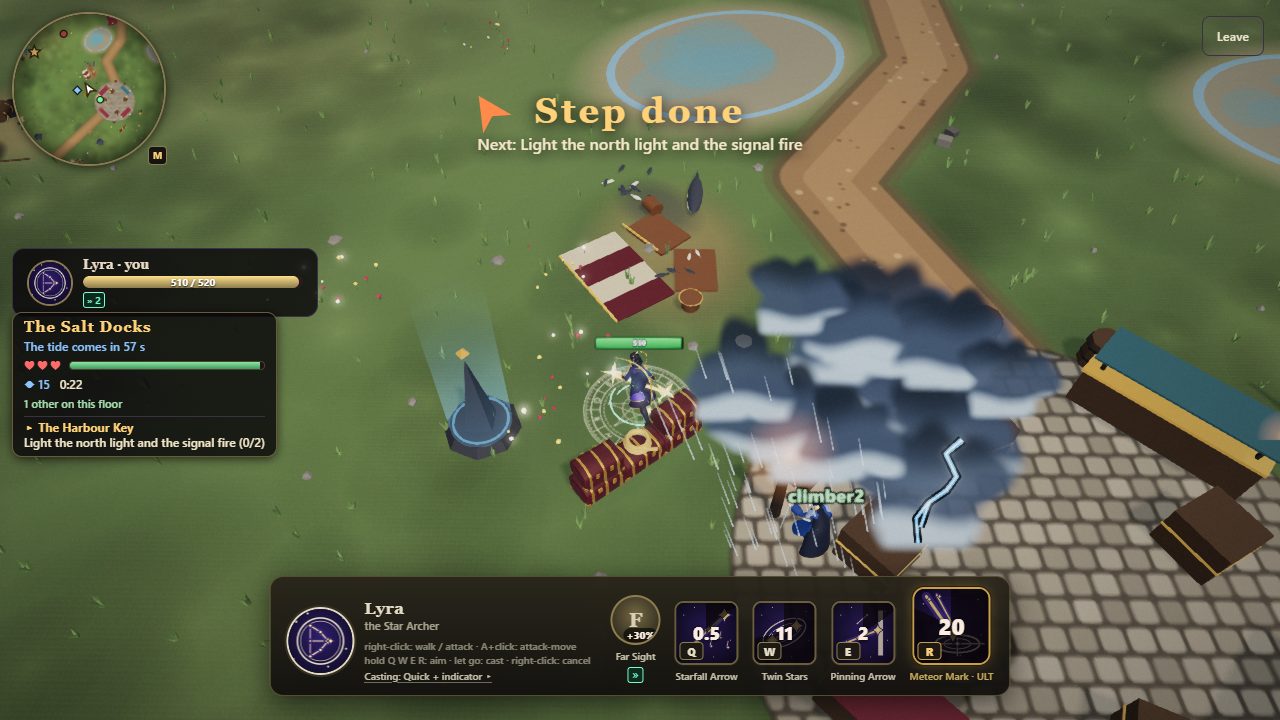 Leave
Step done
Next: Light the north light and the signal fire
M
Lyra · you
510 / 520
» 2
The Salt Docks
The tide comes in 57 s
15 0:22
1 other on this floor
▸ The Harbour Key
Light the north light and the signal fire (0/2)
climber2
Lyra
the Star Archer
right-click: walk / attack · A+click: attack-move
hold Q W E R: aim · let go: cast · right-click: cancel
Casting: Quick + indicator ▸
F
+30%
Far Sight
»
0.5
Q
Starfall Arrow
11
W
Twin Stars
2
E
Pinning Arrow
20
R
Meteor Mark · ULT